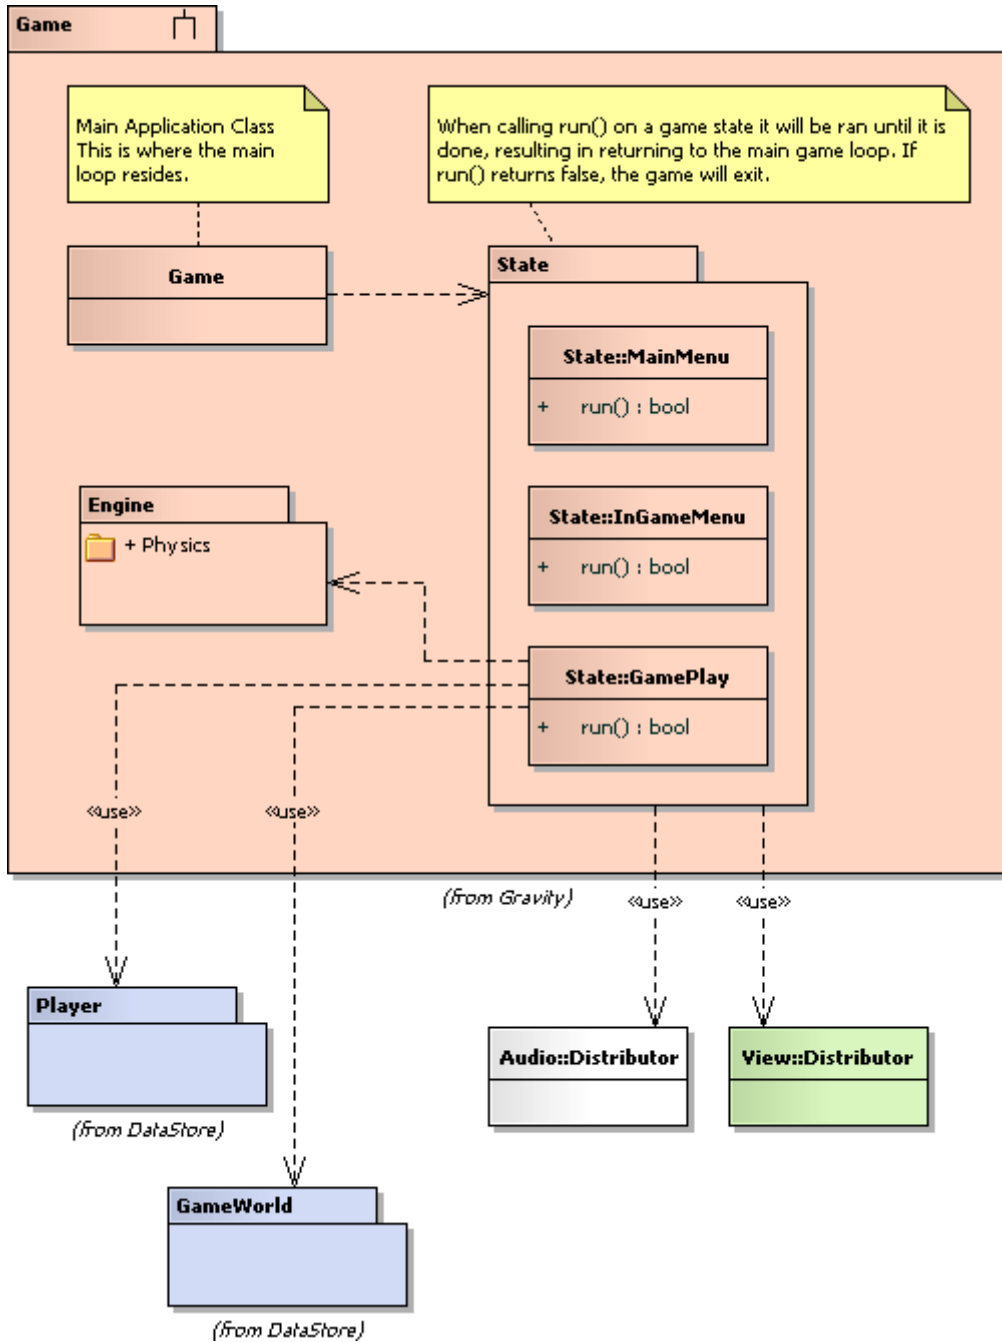 Game
Main Application Class
This is where the main
loop resides.
When calling run() on a game state it will be ran until it is
done, resulting in returning to the main game loop. If
run() returns false, the game will exit.
Game
State
State::MainMenu
+ run() : bool
Engine
+ Physics
State::InGameMenu
+ run() : bool
State::GamePlay
+ run() : bool
«use»
«use»
(from Gravity)
«use»
«use»
Player
(from DataStore)
Audio::Distributor
View::Distributor
GameWorld
(from DataStore)